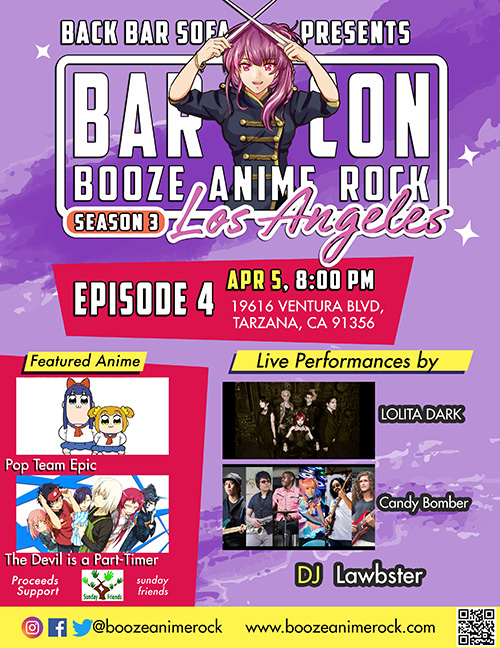 BACK BAR SOFA PRESENTS
BAR CON
BOOZE ANIME ROCK
SEASON 3 Los Angeles
EPISODE 4
APR 5, 8:00 PM
19616 VENTURA BLVD,
TARZANA, CA 91356
Featured Anime
Pop Team Epic
The Devil is a Part-Timer
Proceeds
Support
Sunday Friends
sunday
friends
Live Performances by
LOLITA DARK
Candy Bomber
DJ Lawbster
@boozeanimerock www.boozeanimerock.com